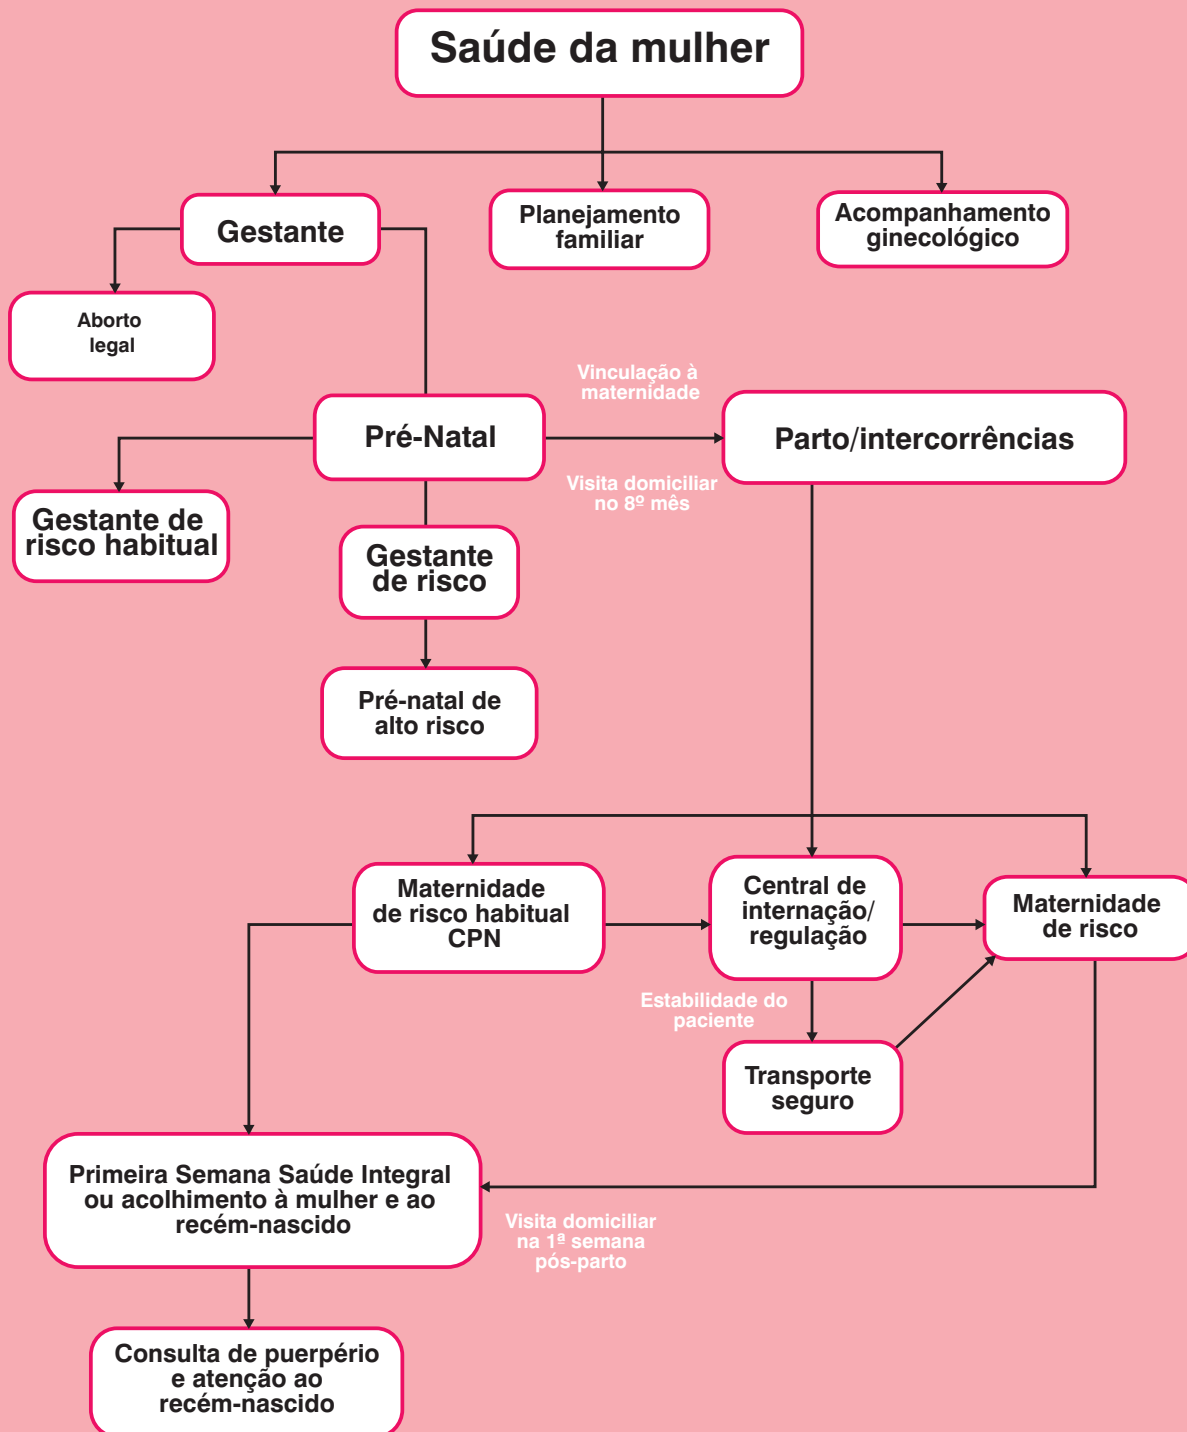 Saúde da mulher
Gestante
Planejamento
familiar
Acompanhamento
ginecológico
Aborto
legal
Vinculação à
maternidade
Pré-Natal
Parto/intercorrências
Visita domiciliar
no 8º mês
Gestante de
risco habitual
Gestante
de risco
Pré-natal de
alto risco
Maternidade
de risco habitual
CPN
Central de
internação/
regulação
Maternidade
de risco
Estabilidade do
paciente
Transporte
seguro
Primeira Semana Saúde Integral
ou acolhimento à mulher e ao
recém-nascido
Visita domiciliar
na 1ª semana
pós-parto
Consulta de puerpério
e atenção ao
recém-nascido